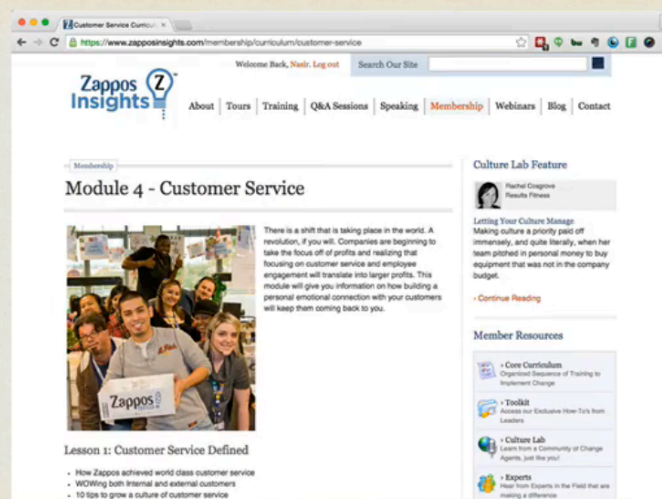 Customer Service Curricul
https://www.zapposinsights.com/membership/curriculum/customer-service
Welcome Back, Nasir. Log out
Search Our Site
Zappos
Insights
Z
About
Tours
Training
Q&A Sessions
Speaking
Membership
Webinars
Blog
Contact
Membership
Module 4 - Customer Service
There is a shift that is taking place in the world. A
revolution, if you will. Companies are beginning to
take the focus off of profits and realizing that
focusing on customer service and employee
engagement will translate into larger profits. This
module will give you information on how building a
personal emotional connection with your customers
will keep them coming back to you.
Zappos
Lesson 1: Customer Service Defined
• How Zappos achieved world class customer service
• WOWing both Internal and external customers
• 10 tips to grow a culture of customer service
Culture Lab Feature
Rachel Cosgrove
Results Fitness
Letting Your Culture Manage
Making culture a priority paid off
immensely, and quite literally, when her
team pitched in personal money to buy
equipment that was not in the company
budget.
› Continue Reading
Member Resources
› Core Curriculum
Organized Sequence of Training to
Implement Change
› Toolkit
Access our Exclusive How-To's from
Leaders
› Culture Lab
Learn from a Community of Change
Agents, just like you!
› Experts
Hear from Experts in the Field that are
making a difference